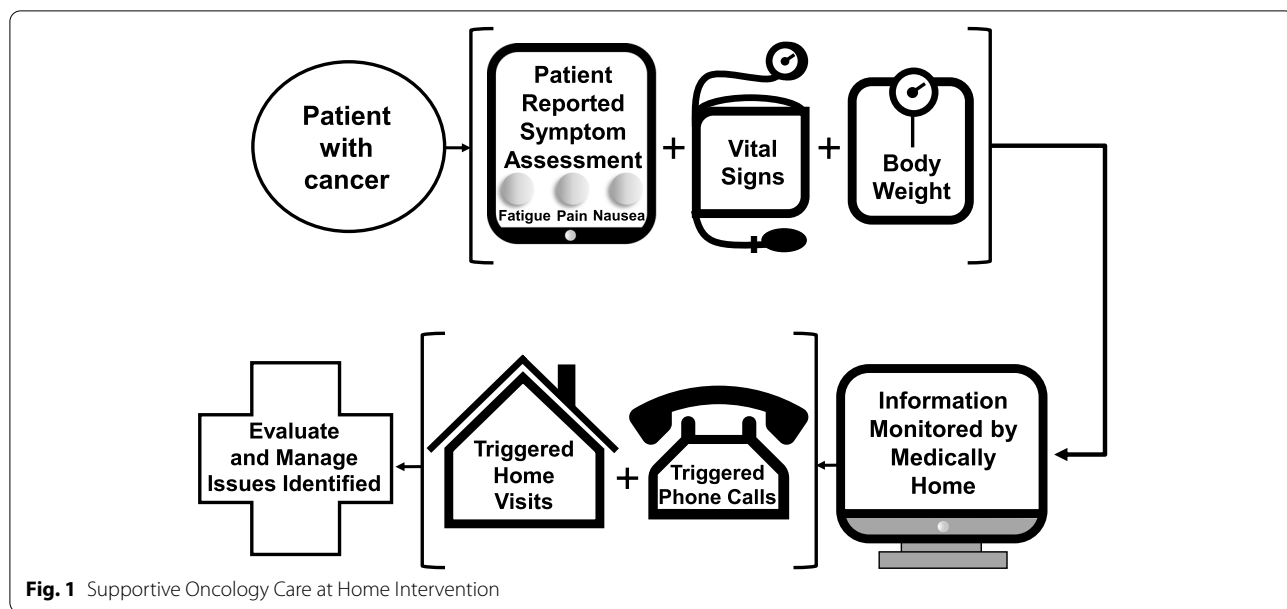 Patient
with
cancer
Patient
Reported
Symptom
Assessment
Fatigue Pain Nausea
+
Vital
Signs
+
Body
Weight
Information
Monitored by
Medically
Home
Triggered
Phone Calls
+
Triggered
Home
Visits
Evaluate
and Manage
Issues Identified
Fig. 1 Supportive Oncology Care at Home Intervention